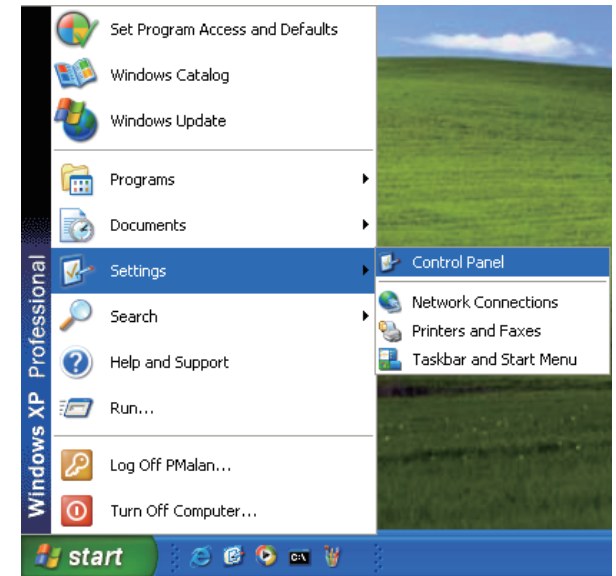 Set Program Access and Defaults
Windows Catalog
Windows Update
Programs
Documents
Settings
Search
Help and Support
Run...
Log Off PMalan...
Turn Off Computer...
Control Panel
Network Connections
Printers and Faxes
Taskbar and Start Menu
Windows XP Professional
start
C:\